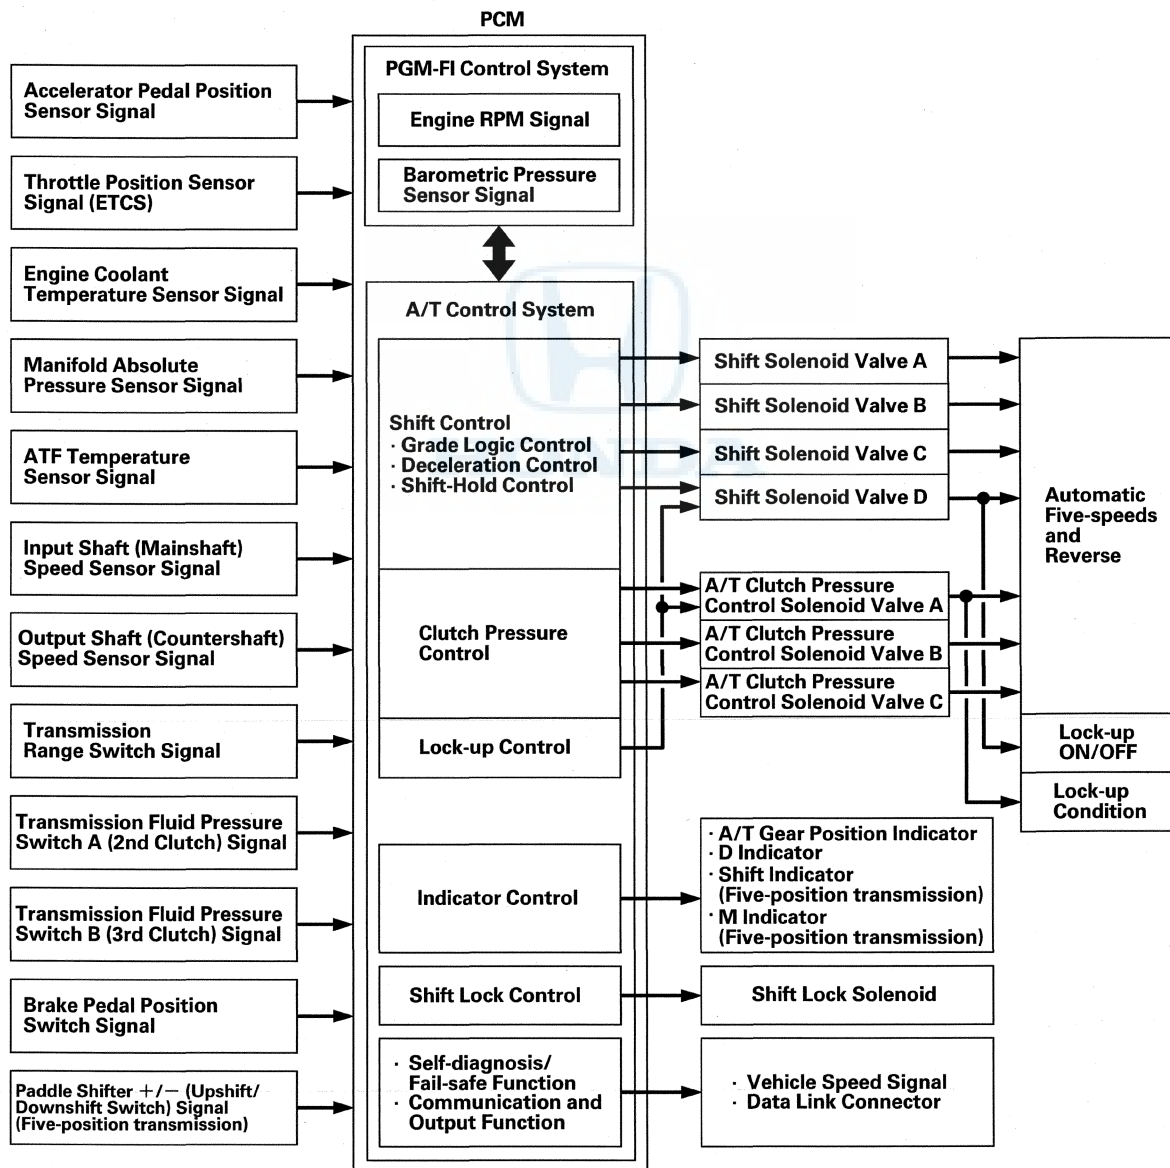 PCM
Accelerator Pedal Position
Sensor Signal
Throttle Position Sensor
Signal (ETCS)
Engine Coolant
Temperature Sensor Signal
Manifold Absolute
Pressure Sensor Signal
ATF Temperature
Sensor Signal
Input Shaft (Mainshaft)
Speed Sensor Signal
Output Shaft (Countershaft)
Speed Sensor Signal
Transmission
Range Switch Signal
Transmission Fluid Pressure
Switch A (2nd Clutch) Signal
Transmission Fluid Pressure
Switch B (3rd Clutch) Signal
Brake Pedal Position
Switch Signal
Paddle Shifter +/− (Upshift/
Downshift Switch) Signal
(Five-position transmission)
PGM-FI Control System
Engine RPM Signal
Barometric Pressure
Sensor Signal
A/T Control System
Shift Control
· Grade Logic Control
· Deceleration Control
· Shift-Hold Control
Clutch Pressure
Control
Lock-up Control
Indicator Control
Shift Lock Control
· Self-diagnosis/
Fail-safe Function
· Communication and
Output Function
Shift Solenoid Valve A
Shift Solenoid Valve B
Shift Solenoid Valve C
Shift Solenoid Valve D
A/T Clutch Pressure
Control Solenoid Valve A
A/T Clutch Pressure
Control Solenoid Valve B
A/T Clutch Pressure
Control Solenoid Valve C
· A/T Gear Position Indicator
· D Indicator
· Shift Indicator
(Five-position transmission)
· M Indicator
(Five-position transmission)
Shift Lock Solenoid
· Vehicle Speed Signal
· Data Link Connector
Automatic
Five-speeds
and
Reverse
Lock-up
ON/OFF
Lock-up
Condition
HONDA